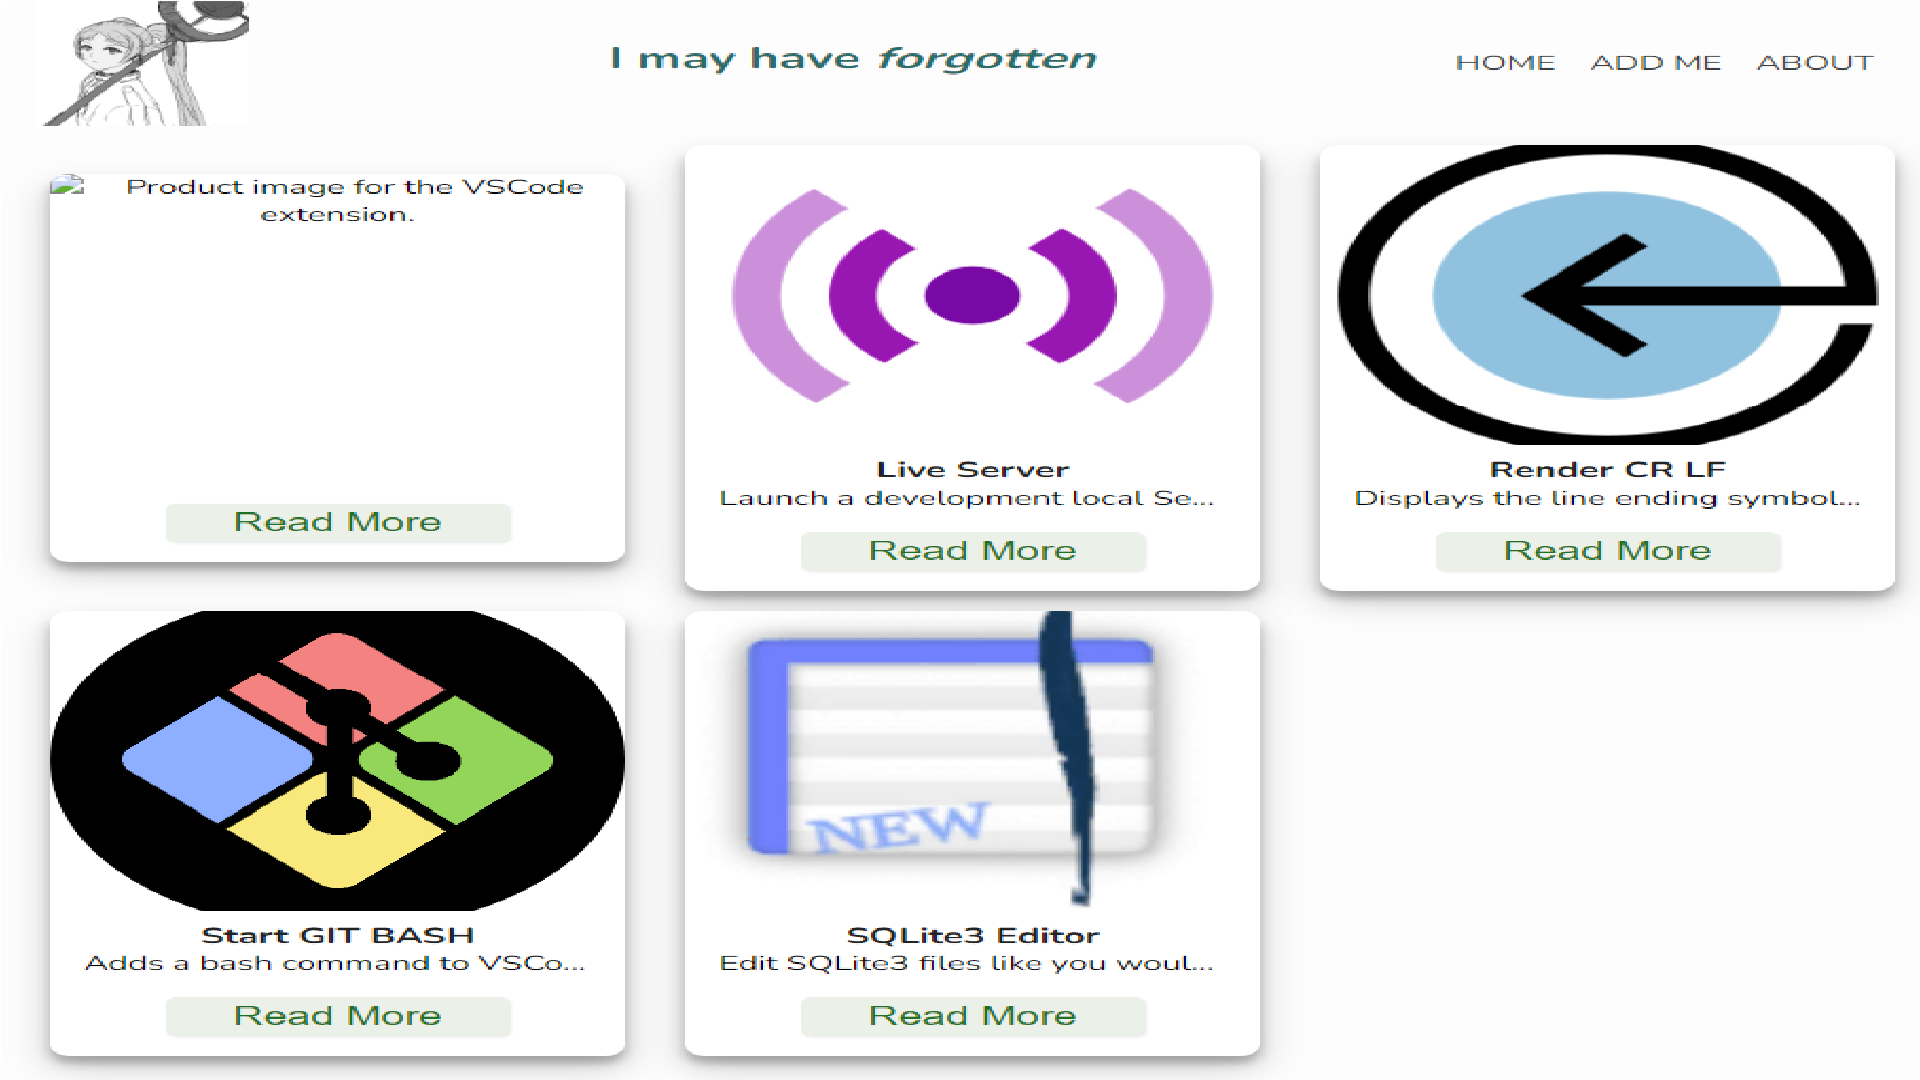 I may have forgotten
HOME ADD ME ABOUT
Product image for the VSCode
extension.
Read More
Live Server
Launch a development local Se...
Read More
Render CR LF
Displays the line ending symbol...
Read More
Start GIT BASH
Adds a bash command to VSCo...
Read More
NEW
SQLite3 Editor
Edit SQLite3 files like you woul...
Read More